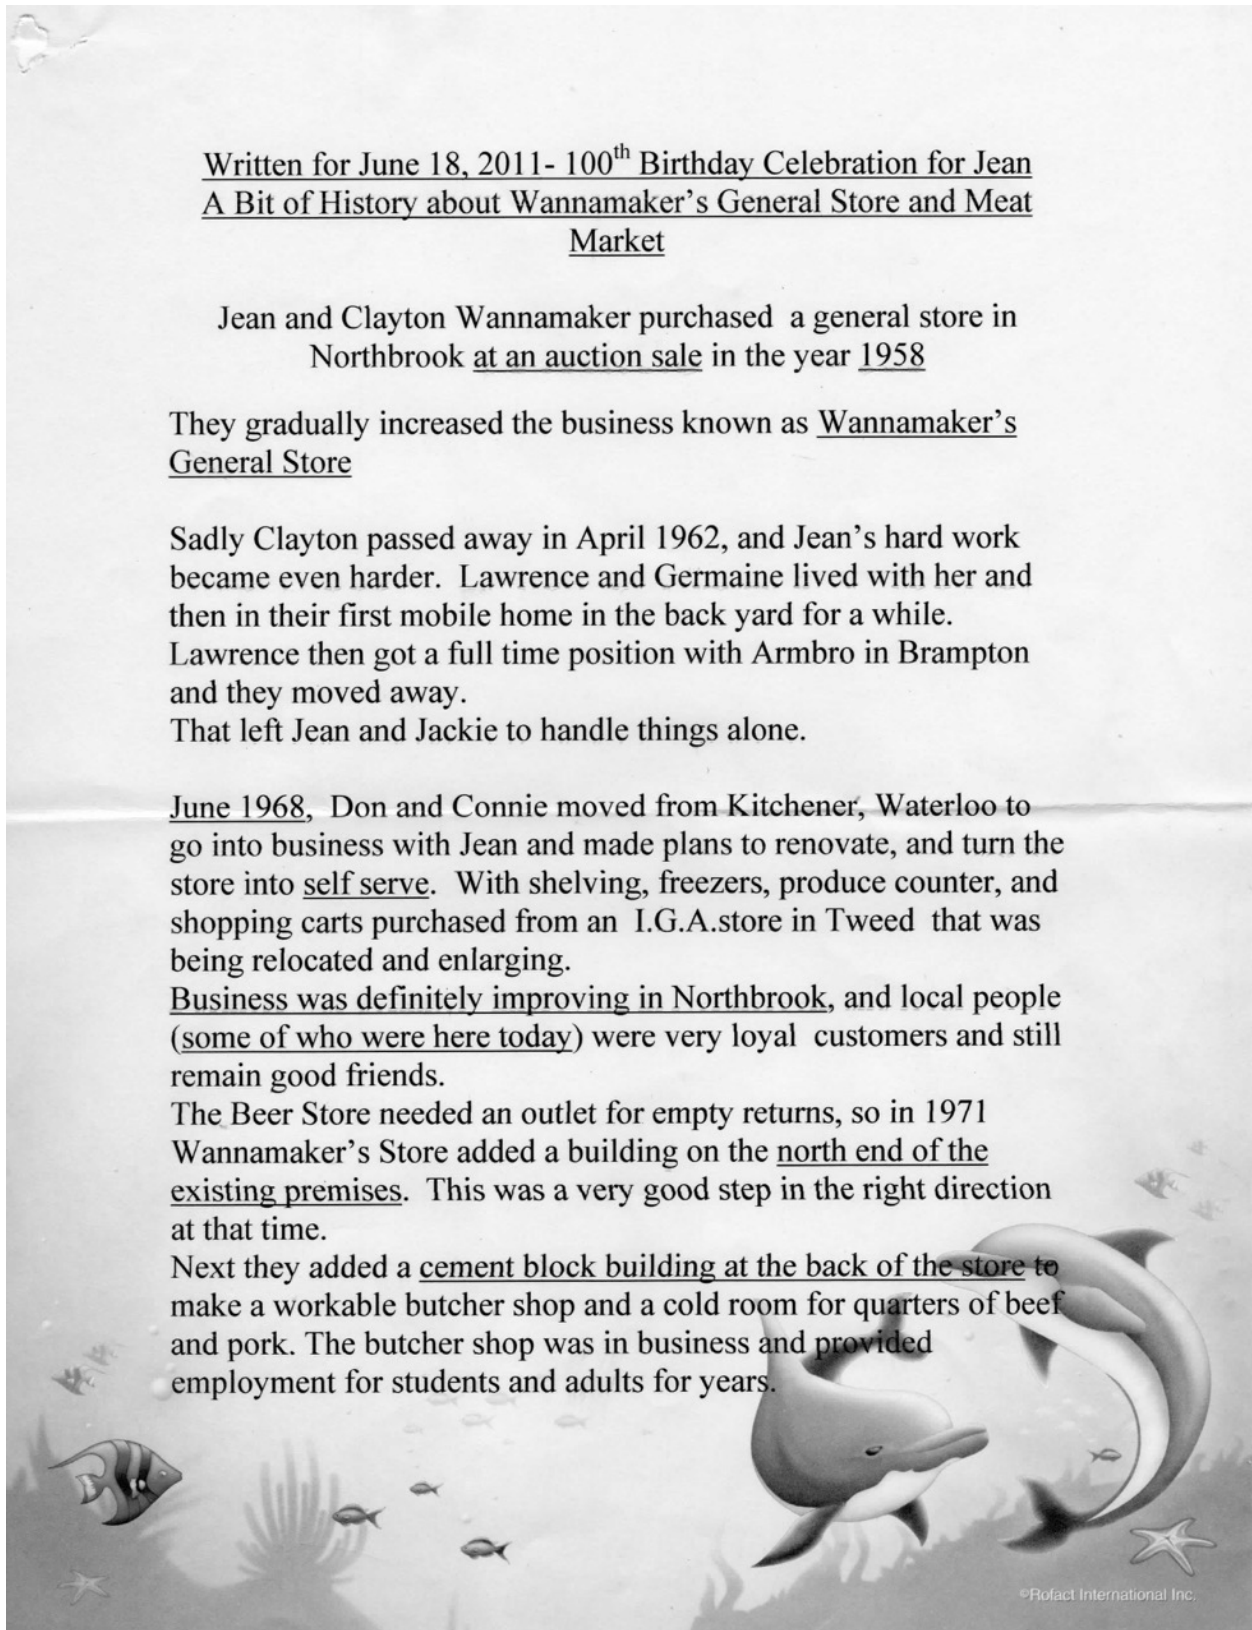 Written for June 18, 2011- 100th Birthday Celebration for Jean
A Bit of History about Wannamaker's General Store and Meat
Market
Jean and Clayton Wannamaker purchased  a general store in
Northbrook at an auction sale in the year 1958
They gradually increased the business known as Wannamaker's
General Store
Sadly Clayton passed away in April 1962, and Jean's hard work
became even harder.  Lawrence and Germaine lived with her and
then in their first mobile home in the back yard for a while.
Lawrence then got a full time position with Armbro in Brampton
and they moved away.
That left Jean and Jackie to handle things alone.
June 1968,  Don and Connie moved from Kitchener, Waterloo to
go into business with Jean and made plans to renovate, and turn the
store into self serve.  With shelving, freezers, produce counter, and
shopping carts purchased from an  I.G.A.store in Tweed  that was
being relocated and enlarging.
Business was definitely improving in Northbrook, and local people
(some of who were here today) were very loyal  customers and still
remain good friends.
The Beer Store needed an outlet for empty returns, so in 1971
Wannamaker's Store added a building on the north end of the
existing premises.  This was a very good step in the right direction
at that time.
Next they added a cement block building at the back of the store to
make a workable butcher shop and a cold room for quarters of beef
and pork. The butcher shop was in business and provided
employment for students and adults for years.
©Rofact International Inc.